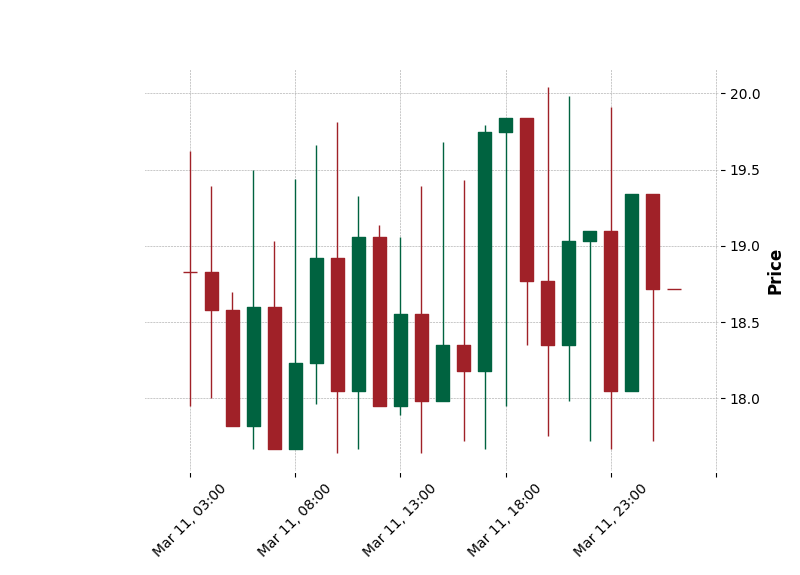 20.0
19.5
19.0
18.5
18.0
Price
Mar 11, 03:00
Mar 11, 08:00
Mar 11, 13:00
Mar 11, 18:00
Mar 11, 23:00